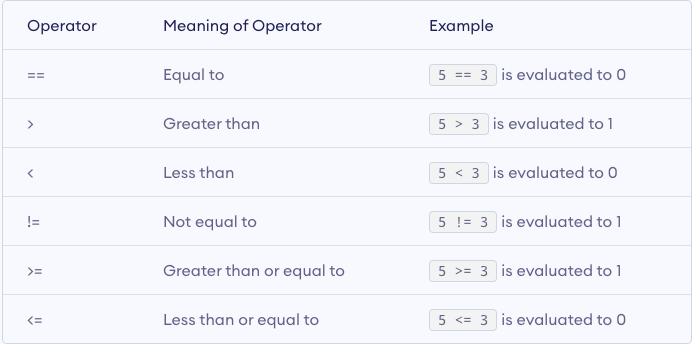 Operator Meaning of Operator Example
== Equal to 5 == 3 is evaluated to 0
> Greater than 5 > 3 is evaluated to 1
< Less than 5 < 3 is evaluated to 0
!= Not equal to 5 != 3 is evaluated to 1
>= Greater than or equal to 5 >= 3 is evaluated to 1
<= Less than or equal to 5 <= 3 is evaluated to 0